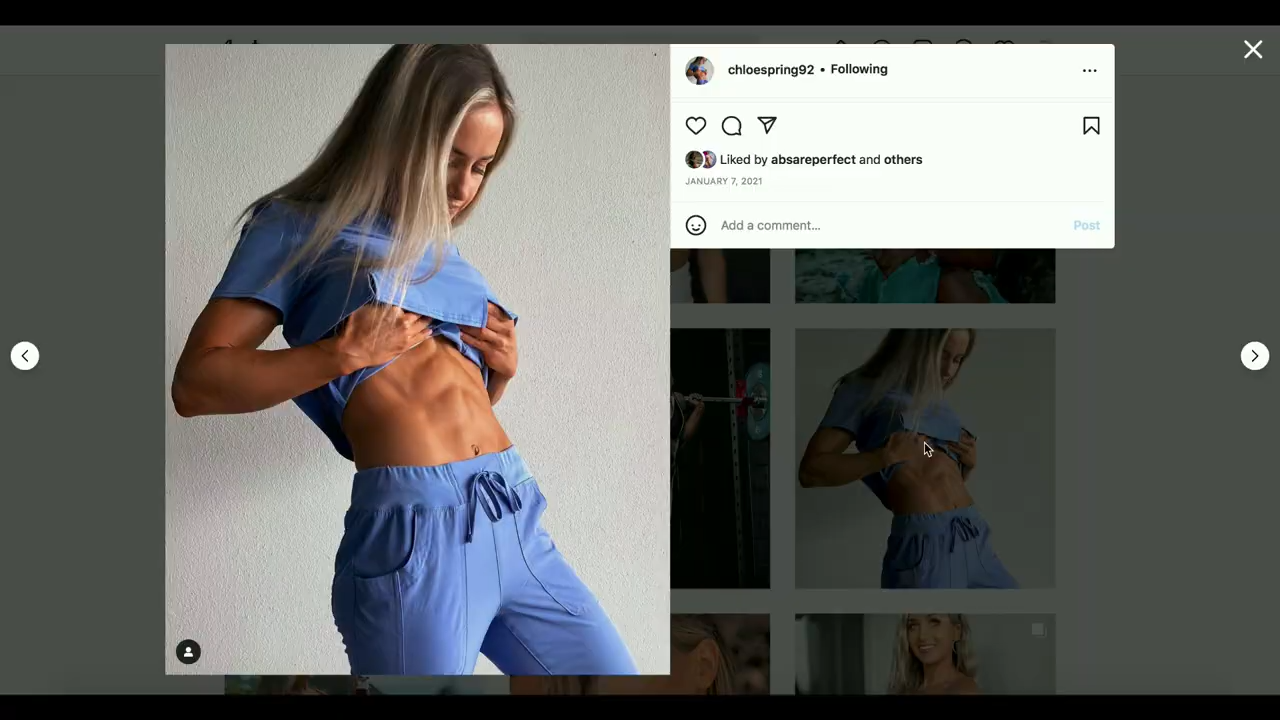 chloespring92 • Following
Liked by absareperfect and others
JANUARY 7, 2021
Add a comment...
Post